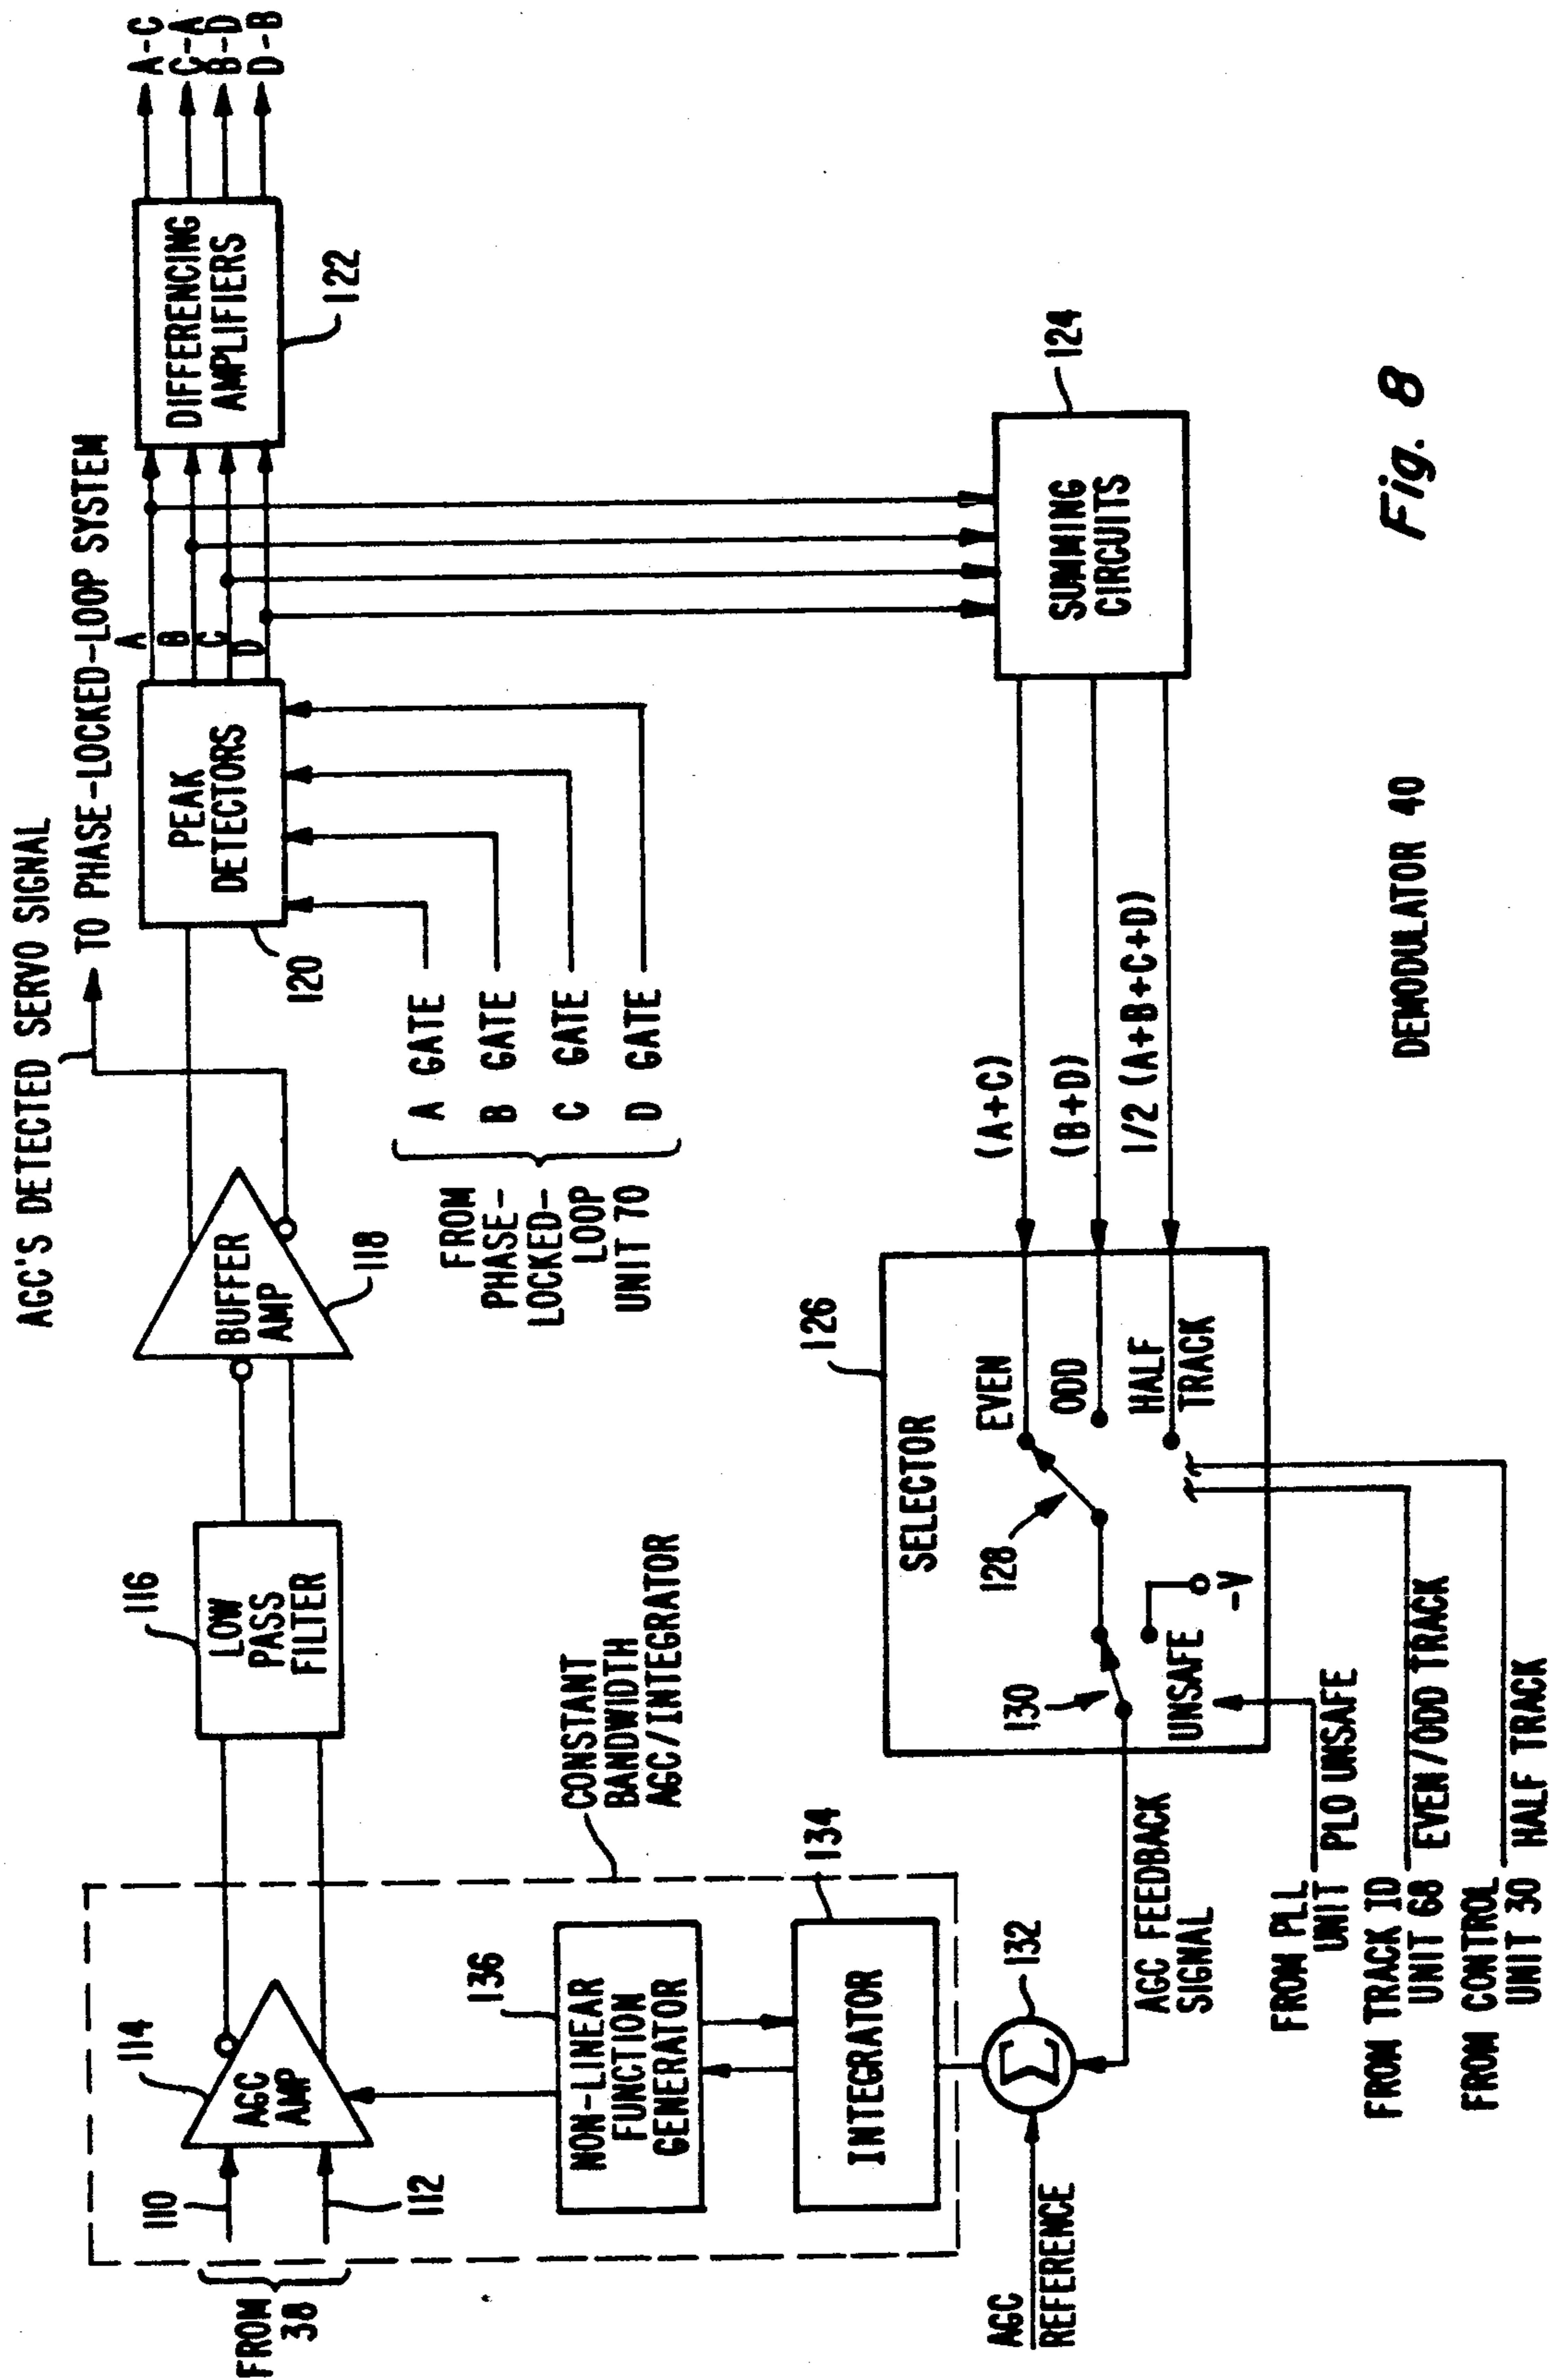 AGC'S DETECTED SERVO SIGNAL
TO PHASE-LOCKED-LOOP SYSTEM
FROM
38
110
112
114
AGC
AMP
116
LOW
PASS
FILTER
BUFFER
AMP
118
PEAK
DETECTORS
120
A
B
C
D
DIFFERENCING
AMPLIFIERS
122
A-C
C-A
B-D
D-B
A GATE
B GATE
C GATE
D GATE
FROM
PHASE-
LOCKED-
LOOP
UNIT 70
136
NON-LINEAR
FUNCTION
GENERATOR
CONSTANT
BANDWIDTH
AGC/INTEGRATOR
134
INTEGRATOR
AGC
REFERENCE
Σ
132
AGC FEEDBACK
SIGNAL
126
SELECTOR
128
130
EVEN
ODD
HALF
TRACK
UNSAFE
-V
(A+C)
(B+D)
1/2 (A+B+C+D)
124
SUMMING
CIRCUITS
FROM PLL
UNIT PLO UNSAFE
FROM TRACK ID
UNIT 68 EVEN/ODD TRACK
FROM CONTROL
UNIT 30 HALF TRACK
DEMODULATOR 40
Fig. 8